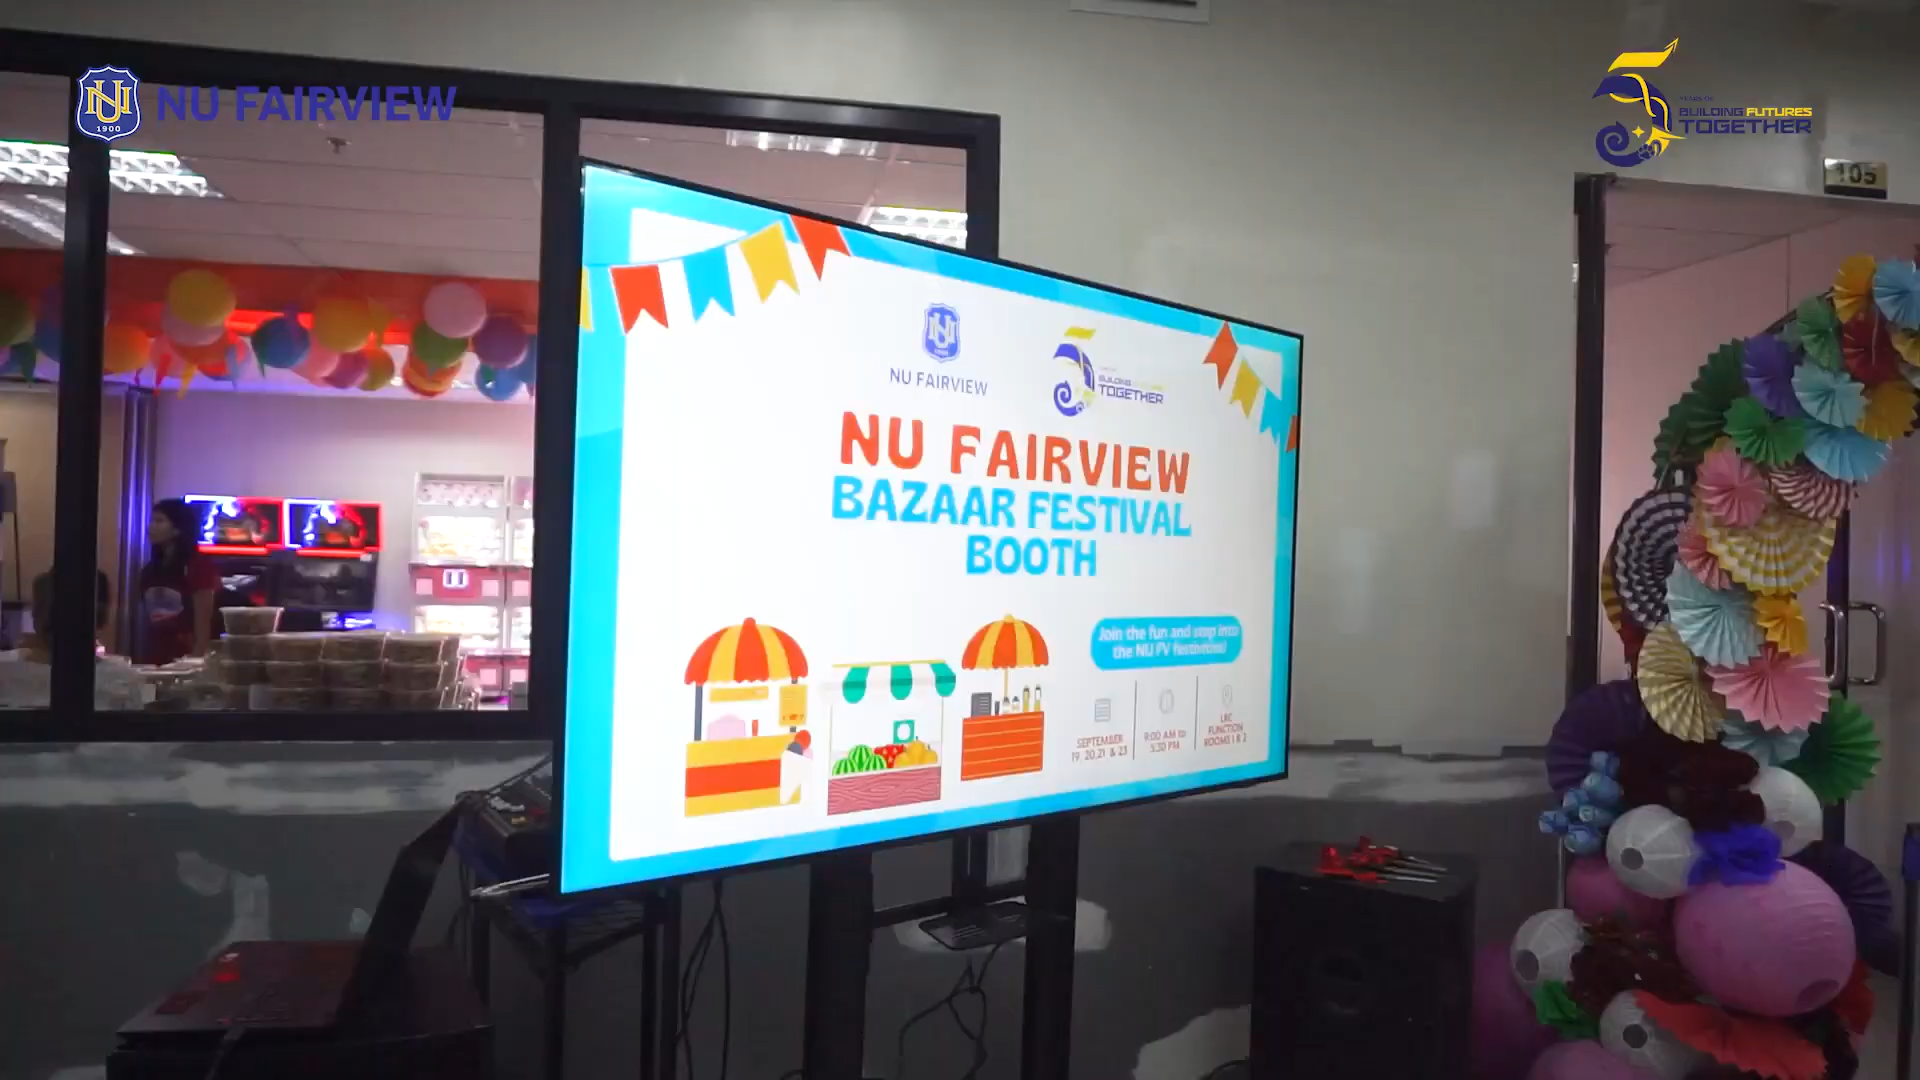 NU FAIRVIEW
1900
BUILDING FUTURES
TOGETHER
105
NU FAIRVIEW
BUILDING
TOGETHER
NU FAIRVIEW
BAZAAR FESTIVAL
BOOTH
Join the fun and step into
the NU FV festivities!
SEPTEMBER
19, 20, 21 & 23
9:00 AM to
5:30 PM
LRC
FUNCTION
ROOMS 1 & 2